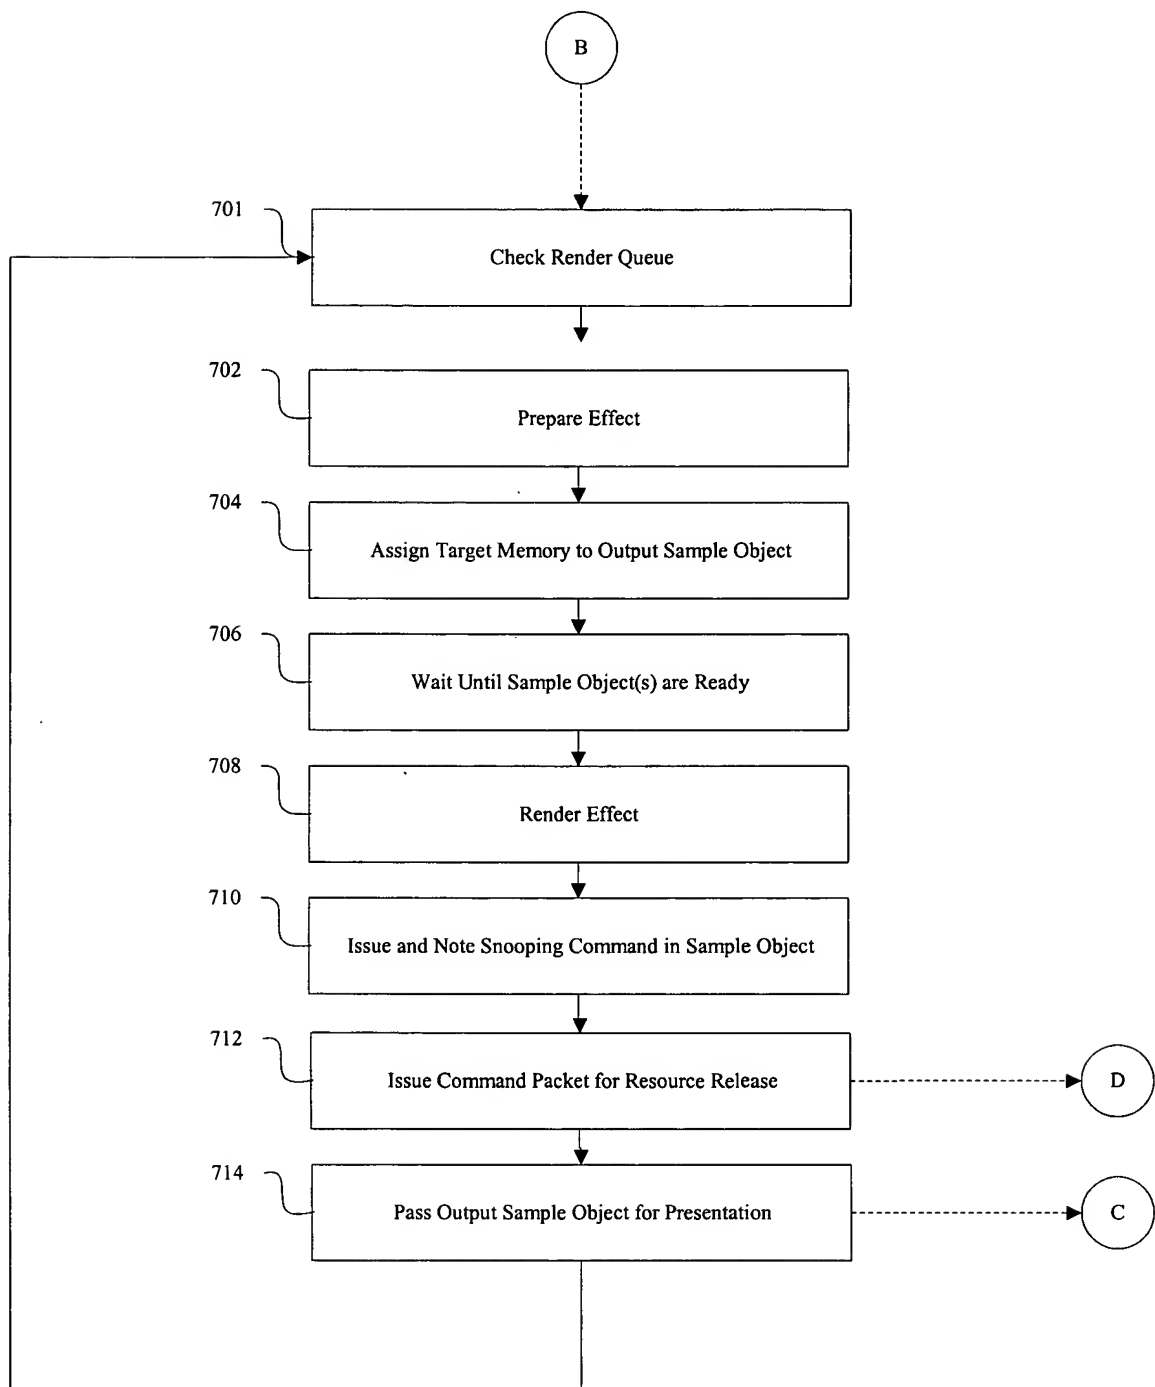 B
701
Check Render Queue
702
Prepare Effect
704
Assign Target Memory to Output Sample Object
706
Wait Until Sample Object(s) are Ready
708
Render Effect
710
Issue and Note Snooping Command in Sample Object
712
Issue Command Packet for Resource Release
D
714
Pass Output Sample Object for Presentation
C